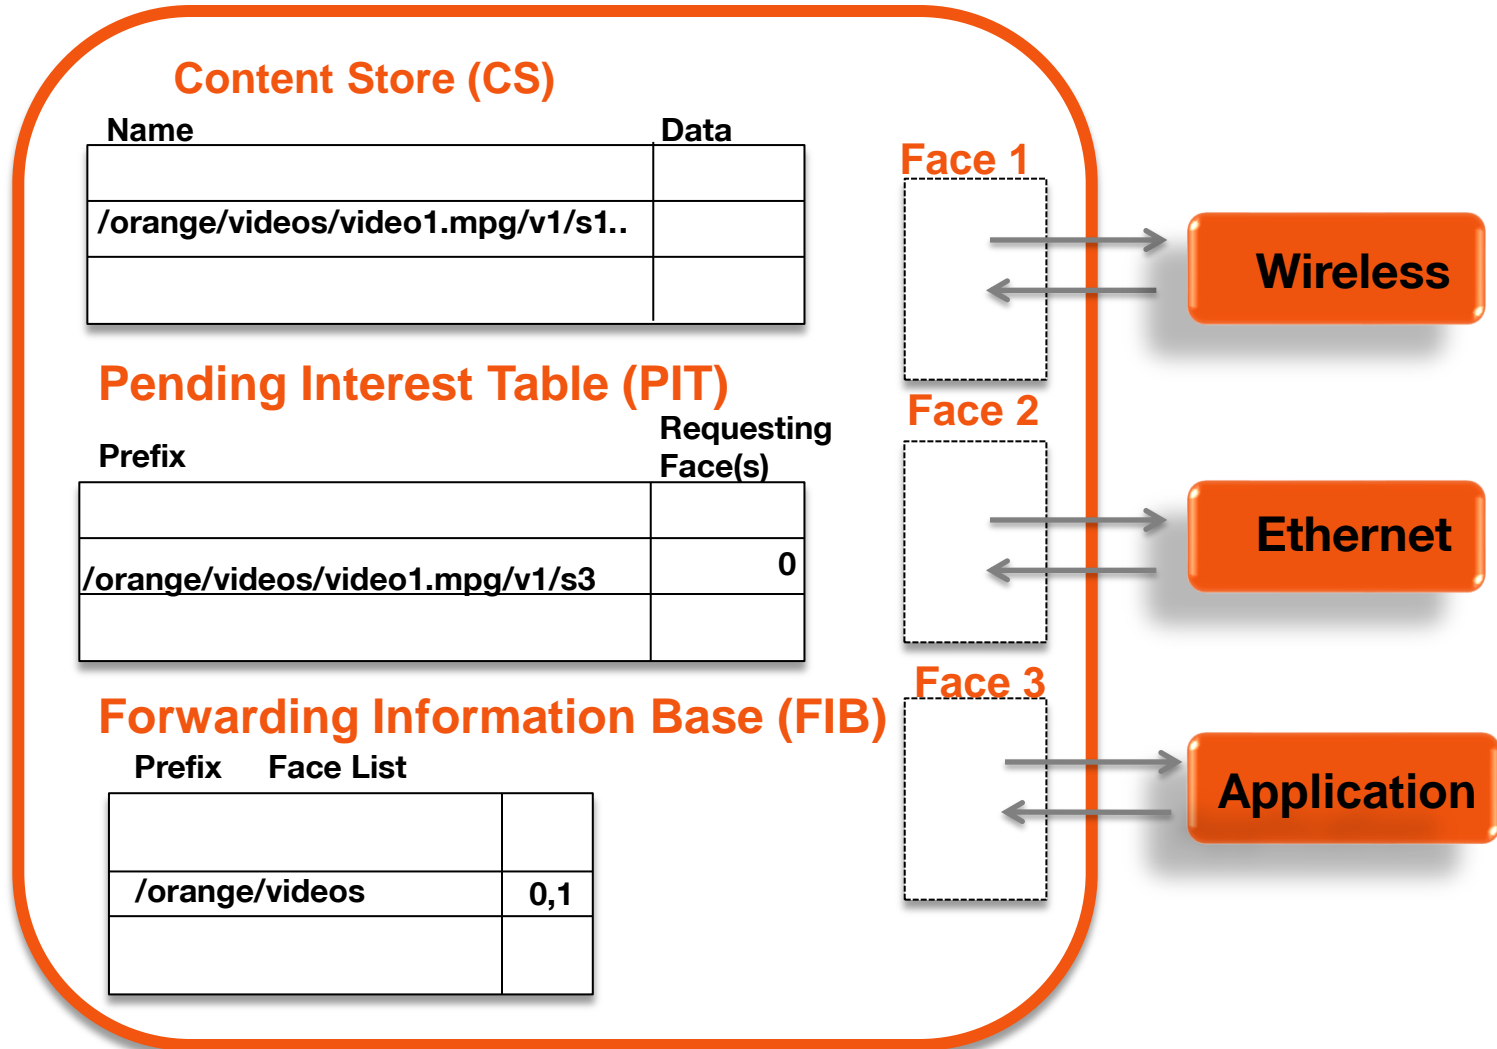 Content Store (CS)
Name Data
/orange/videos/video1.mpg/v1/s1..
Pending Interest Table (PIT)
Prefix Requesting
Face(s)
/orange/videos/video1.mpg/v1/s3 0
Forwarding Information Base (FIB)
Prefix Face List
/orange/videos 0,1
Face 1
Wireless
Face 2
Ethernet
Face 3
Application